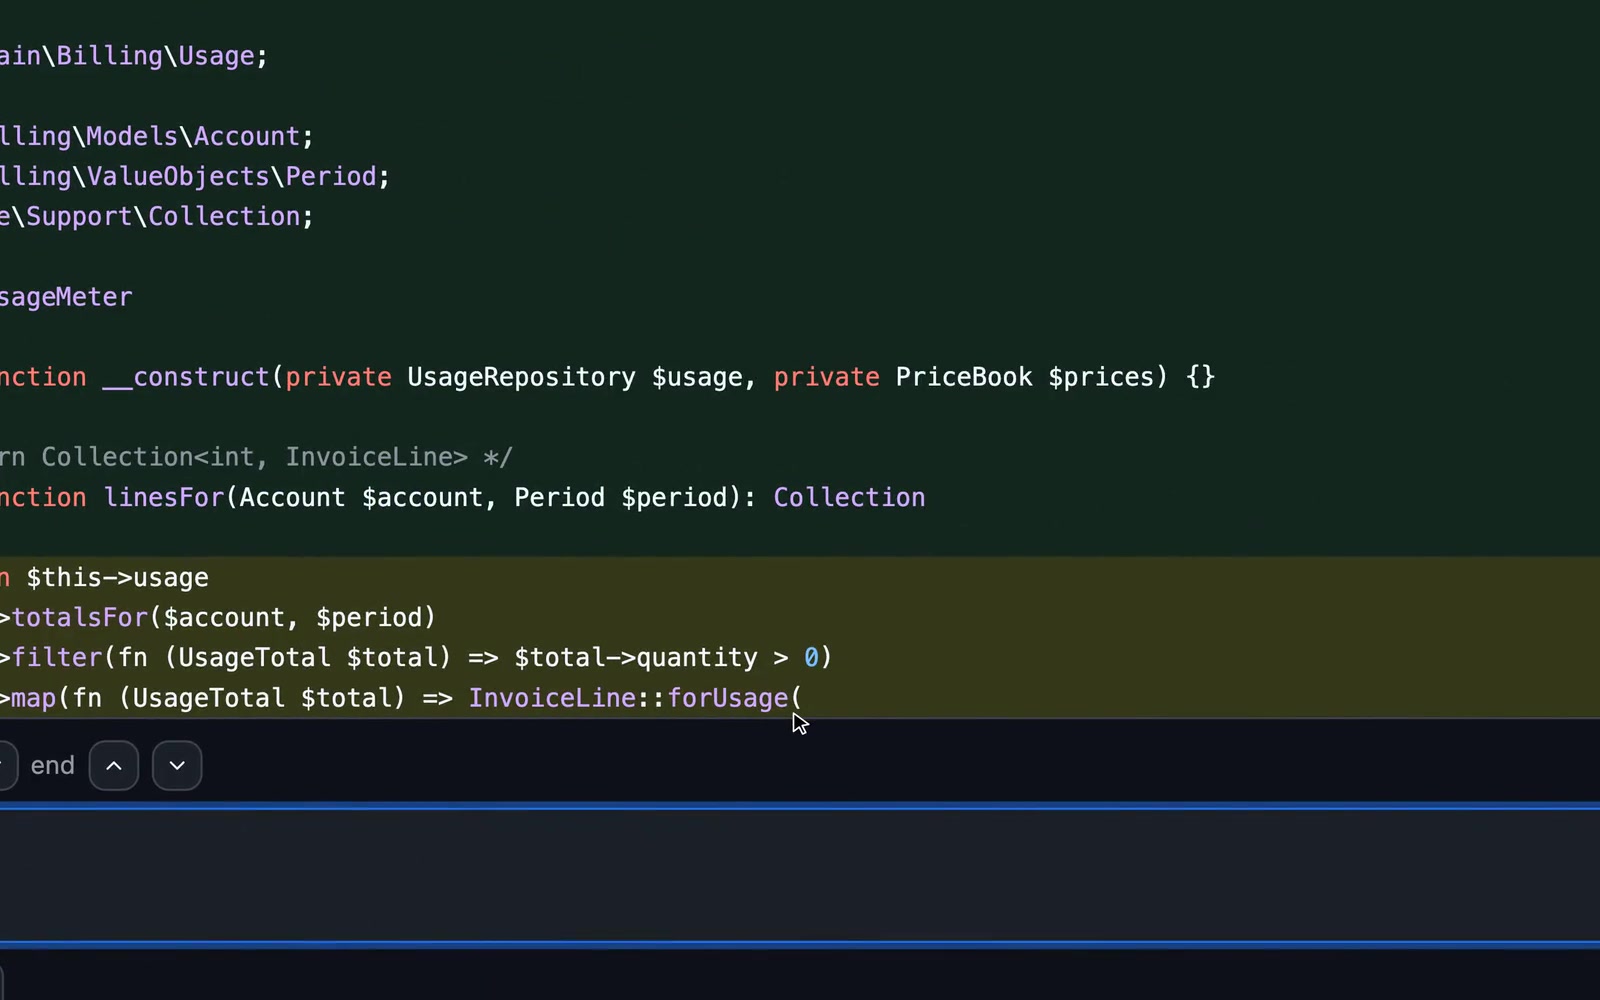 ain\Billing\Usage;
lling\Models\Account;
lling\ValueObjects\Period;
e\Support\Collection;
sageMeter
nction __construct(private UsageRepository $usage, private PriceBook $prices) {}
rn Collection<int, InvoiceLine> */
nction linesFor(Account $account, Period $period): Collection
n $this->usage
>totalsFor($account, $period)
>filter(fn (UsageTotal $total) => $total->quantity > 0)
>map(fn (UsageTotal $total) => InvoiceLine::forUsage(
end